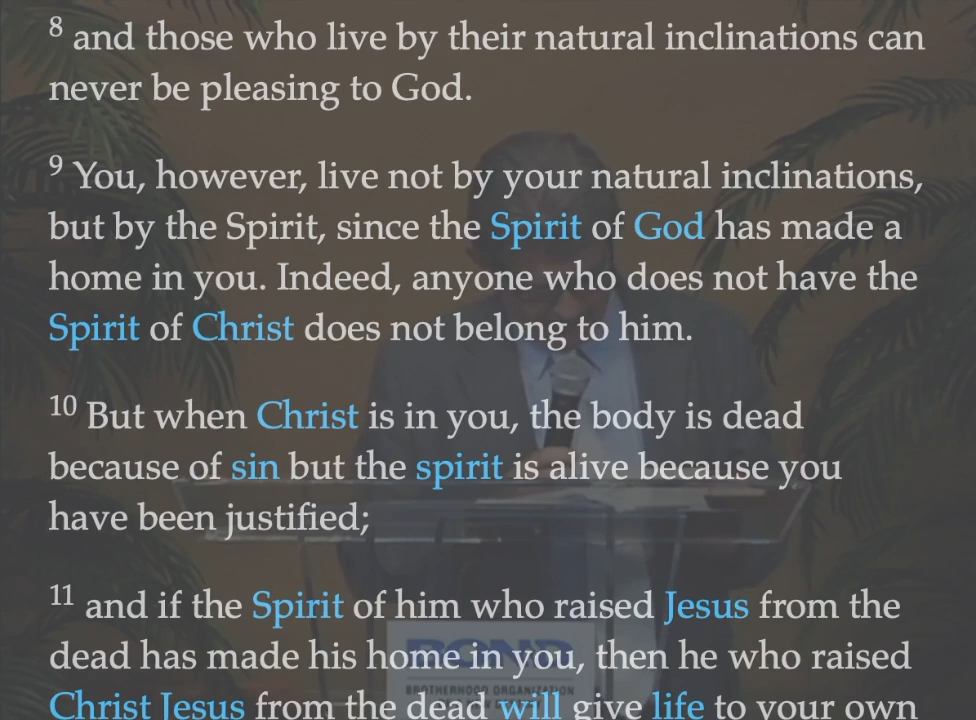 8 and those who live by their natural inclinations can
never be pleasing to God.
9 You, however, live not by your natural inclinations,
but by the Spirit, since the Spirit of God has made a
home in you. Indeed, anyone who does not have the
Spirit of Christ does not belong to him.
10 But when Christ is in you, the body is dead
because of sin but the spirit is alive because you
have been justified;
11 and if the Spirit of him who raised Jesus from the
dead has made his home in you, then he who raised
BOND
BROTHERHOOD ORGANIZATION
Christ Jesus from the dead will give life to your own